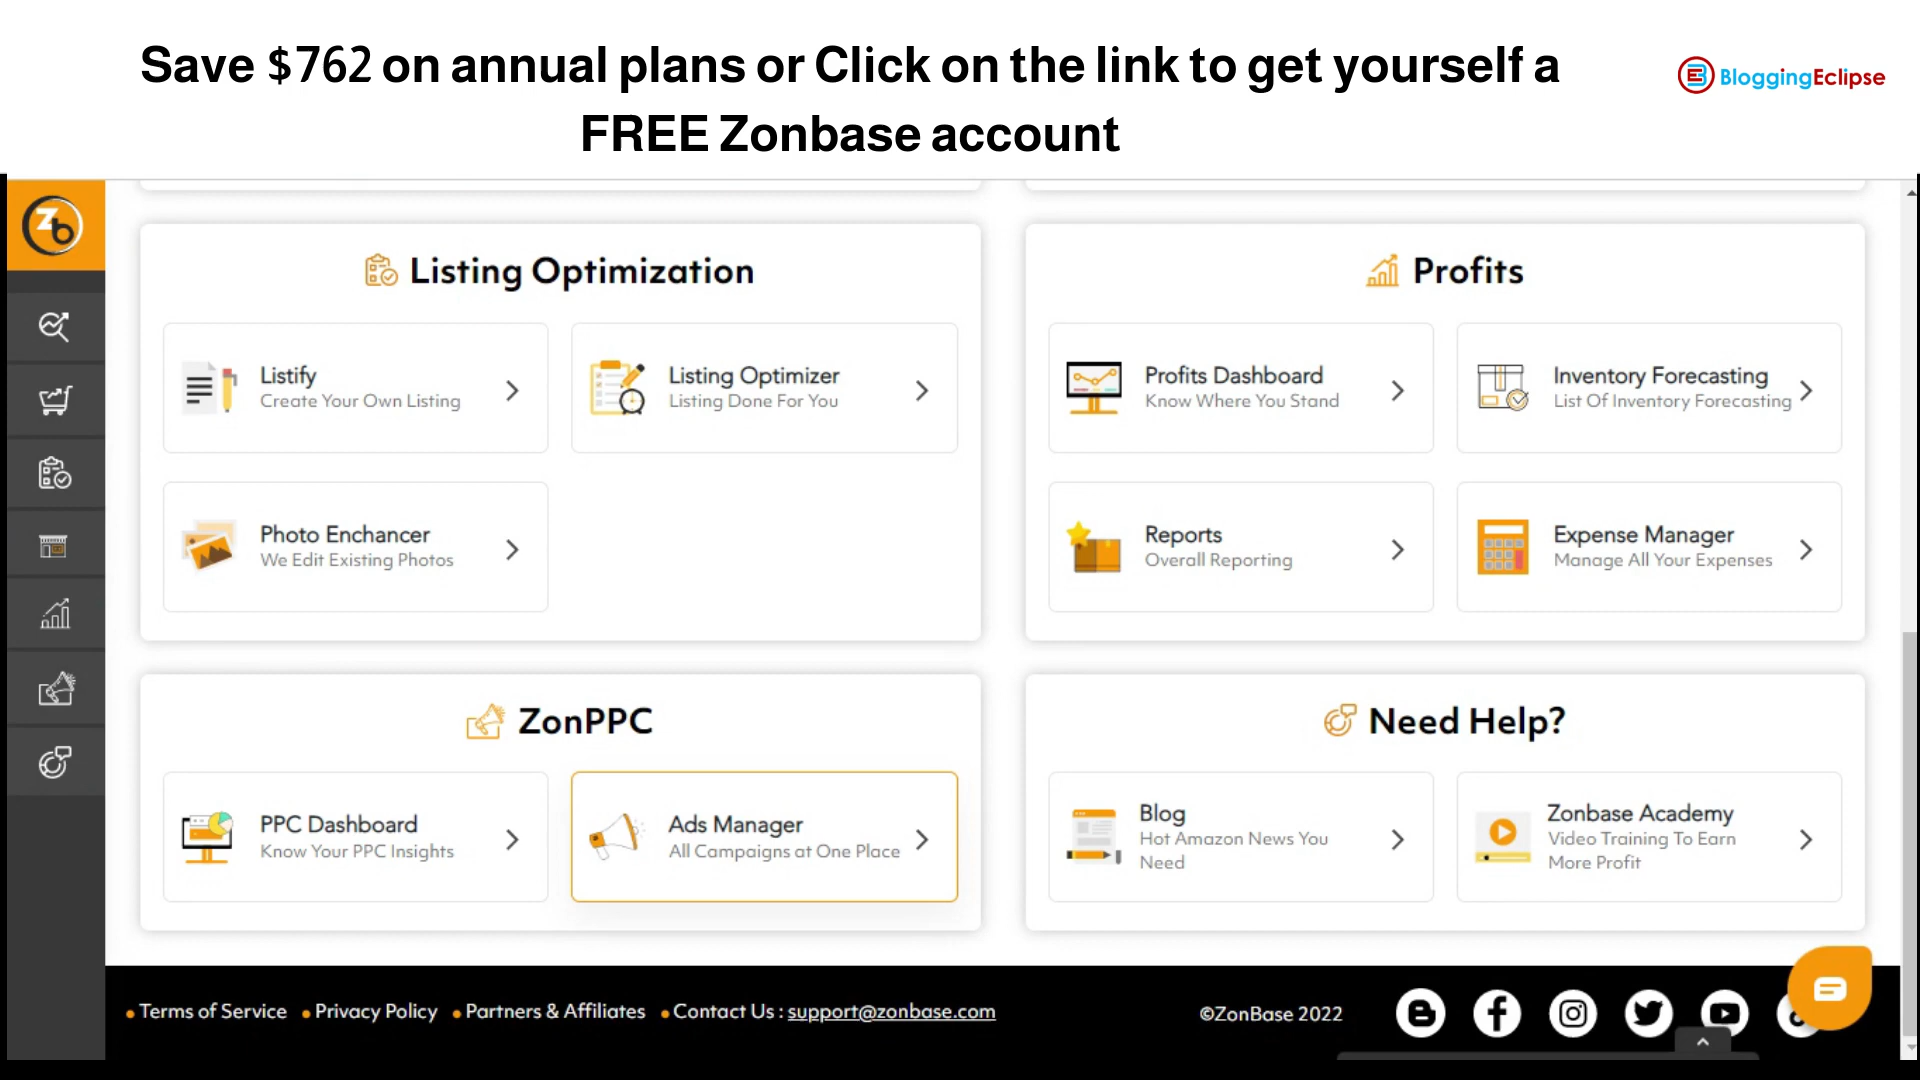 Save $762 on annual plans or Click on the link to get yourself a
FREE Zonbase account
BloggingEclipse
Zb
Listing Optimization
Listify
Create Your Own Listing
Listing Optimizer
Listing Done For You
Photo Enchancer
We Edit Existing Photos
Profits
Profits Dashboard
Know Where You Stand
Inventory Forecasting
List Of Inventory Forecasting
Reports
Overall Reporting
Expense Manager
Manage All Your Expenses
ZonPPC
PPC Dashboard
Know Your PPC Insights
Ads Manager
All Campaigns at One Place
Need Help?
Blog
Hot Amazon News You
Need
Zonbase Academy
Video Training To Earn
More Profit
Terms of Service Privacy Policy Partners & Affiliates Contact Us : support@zonbase.com
©ZonBase 2022